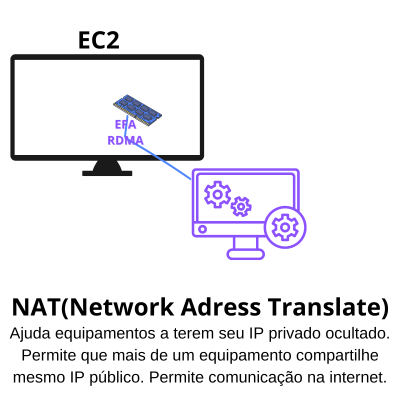 EC2
EFA
RDMA
NAT(Network Adress Translate)
Ajuda equipamentos a terem seu IP privado ocultado.
Permite que mais de um equipamento compartilhe
mesmo IP público. Permite comunicação na internet.